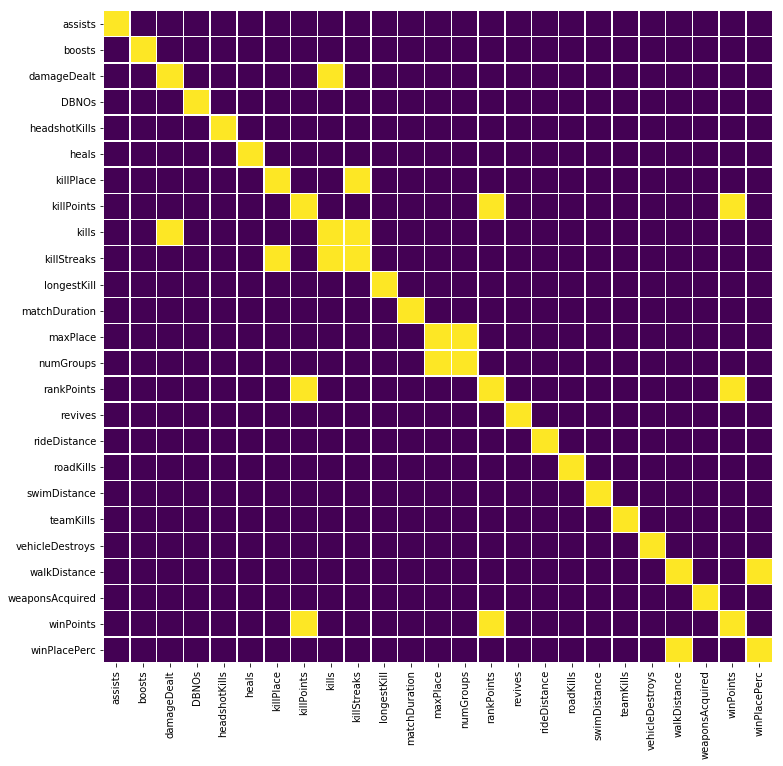 assists
boosts
damageDealt
DBNOs
headshotKills
heals
killPlace
killPoints
kills
killStreaks
longestKill
matchDuration
maxPlace
numGroups
rankPoints
revives
rideDistance
roadKills
swimDistance
teamKills
vehicleDestroys
walkDistance
weaponsAcquired
winPoints
winPlacePerc
assists
boosts
damageDealt
DBNOs
headshotKills
heals
killPlace
killPoints
kills
killStreaks
longestKill
matchDuration
maxPlace
numGroups
rankPoints
revives
rideDistance
roadKills
swimDistance
teamKills
vehicleDestroys
walkDistance
weaponsAcquired
winPoints
winPlacePerc